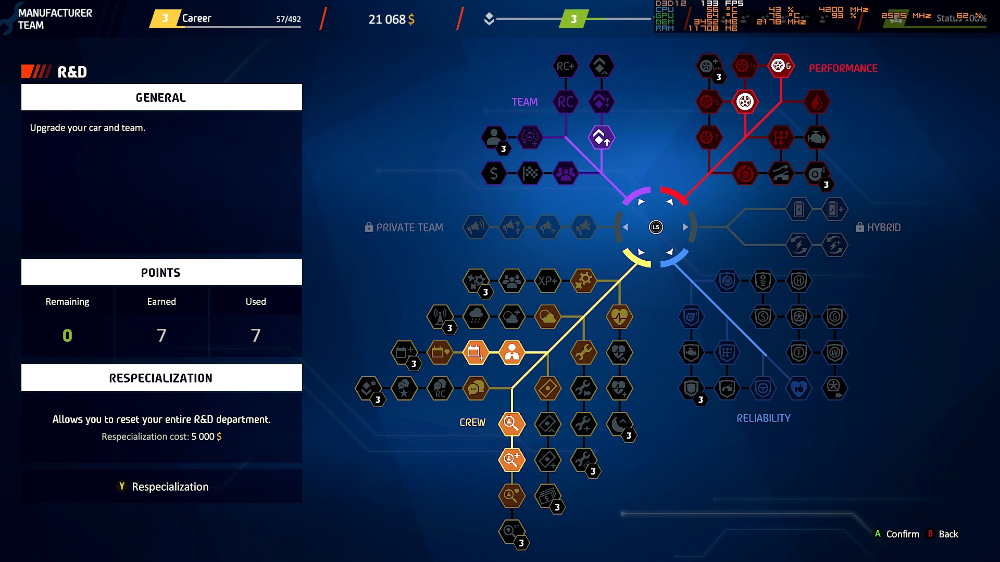 MANUFACTURER
TEAM
3 Career 57/492
21 068 $
3
D3D12 133 FPS
CPU 56 °C 43 % 4200 MHz
GPU 64 °C 75 °C 93 % 2575 MHz 62 %
MEM 3455 MB 2178 MHz
RAM 11708 MB
Status 100%
R&D
GENERAL
Upgrade your car and team.
POINTS
Remaining Earned Used
0 7 7
RESPECIALIZATION
Allows you to reset your entire R&D department.
Respecialization cost: 5 000 $
Y Respecialization
RC+
TEAM
RC
3
$
H
G
PERFORMANCE
3
S
T
3
PRIVATE TEAM
LS
HYBRID
XP+
3
3
3
RC
3
CREW
3
3
3
RC
3
H
S
G
T
W
3
RELIABILITY
A Confirm B Back